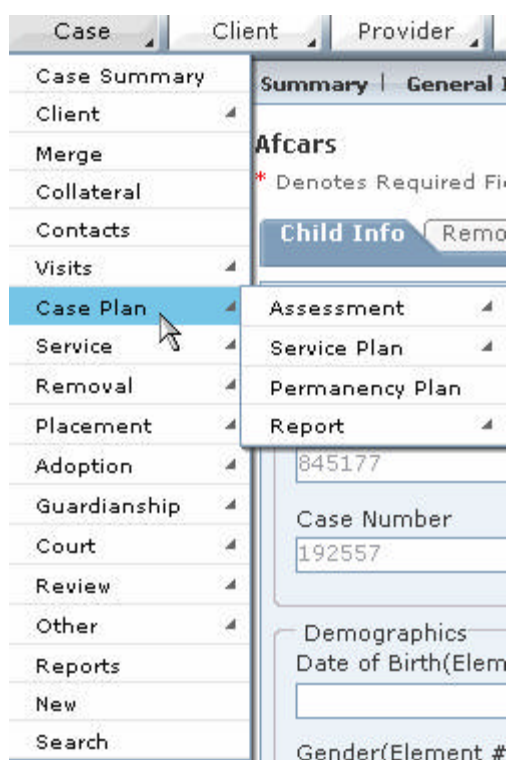 Case Client Provider
Case Summary
Client
Merge
Collateral
Contacts
Visits
Case Plan
Service
Removal
Placement
Adoption
Guardianship
Court
Review
Other
Reports
New
Search
Assessment
Service Plan
Permanency Plan
Report
Summary | General
Afcars
* Denotes Required
Child Info
845177
Case Number
192557
Demographics
Date of Birth(Elem
Gender(Element #